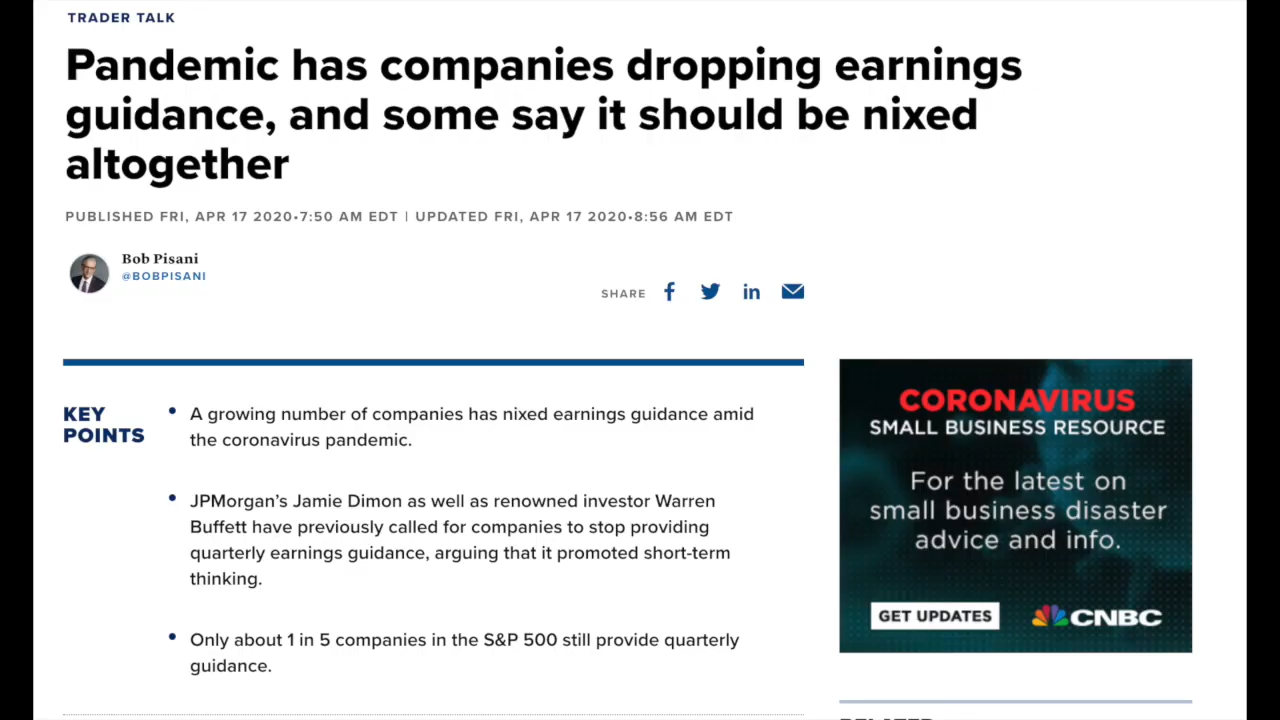 TRADER TALK
Pandemic has companies dropping earnings
guidance, and some say it should be nixed
altogether
PUBLISHED FRI, APR 17 2020•7:50 AM EDT | UPDATED FRI, APR 17 2020•8:56 AM EDT
Bob Pisani
@BOBPISANI
SHARE
KEY
POINTS
• A growing number of companies has nixed earnings guidance amid
the coronavirus pandemic.
• JPMorgan’s Jamie Dimon as well as renowned investor Warren
Buffett have previously called for companies to stop providing
quarterly earnings guidance, arguing that it promoted short-term
thinking.
• Only about 1 in 5 companies in the S&P 500 still provide quarterly
guidance.
CORONAVIRUS
SMALL BUSINESS RESOURCE
For the latest on
small business disaster
advice and info.
GET UPDATES
CNBC